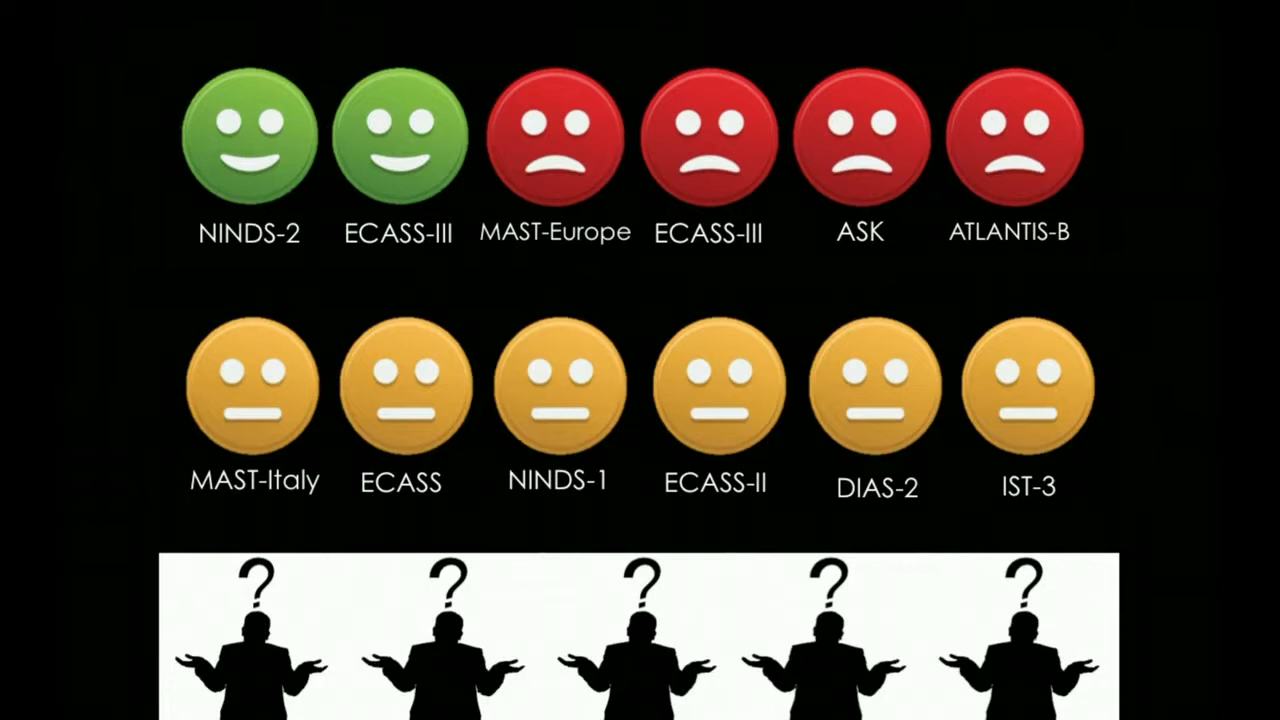 NINDS-2 ECASS-III MAST-Europe ECASS-III ASK ATLANTIS-B
MAST-Italy ECASS NINDS-1 ECASS-II DIAS-2 IST-3
? ? ? ? ?